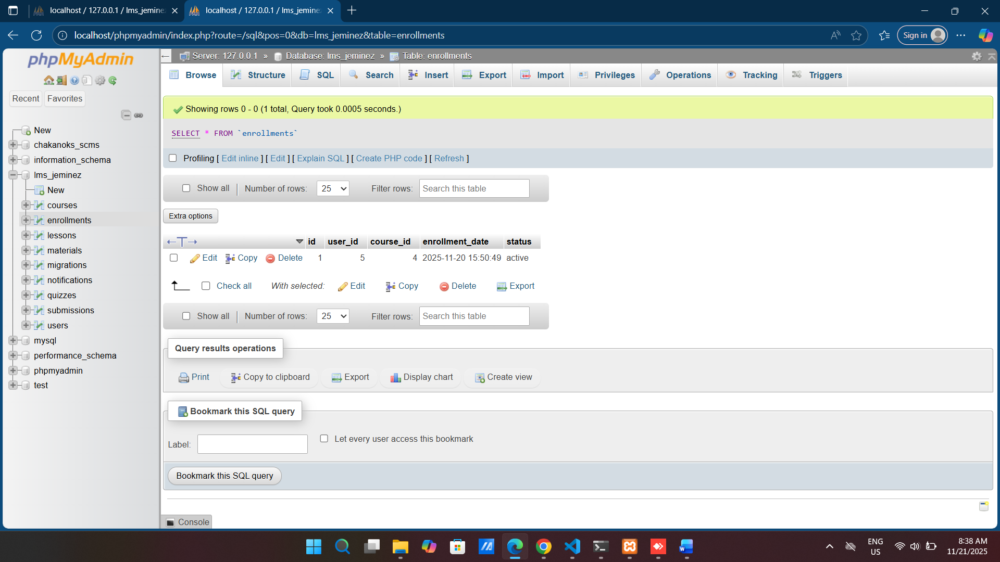 localhost / 127.0.0.1 / lms_jemine
localhost / 127.0.0.1 / lms_jemine
localhost/phpmyadmin/index.php?route=/sql&pos=0&db=lms_jeminez&table=enrollments
Sign in
phpMyAdmin
Recent
Favorites
New
chakanoks_scms
information_schema
lms_jeminez
New
courses
enrollments
lessons
materials
migrations
notifications
quizzes
submissions
users
mysql
performance_schema
phpmyadmin
test
Server: 127.0.0.1 » Database: lms_jeminez » Table: enrollments
Browse Structure SQL Search Insert Export Import Privileges Operations Tracking Triggers
Showing rows 0 - 0 (1 total, Query took 0.0005 seconds.)
SELECT * FROM `enrollments`
Profiling [ Edit inline ] [ Edit ] [ Explain SQL ] [ Create PHP code ] [ Refresh ]
Show all Number of rows: 25 Filter rows: Search this table
Extra options
id user_id course_id enrollment_date status
Edit Copy Delete 1 5 4 2025-11-20 15:50:49 active
Check all With selected: Edit Copy Delete Export
Show all Number of rows: 25 Filter rows: Search this table
Query results operations
Print Copy to clipboard Export Display chart Create view
Bookmark this SQL query
Label: Let every user access this bookmark
Bookmark this SQL query
Console
ENG
US
8:38 AM
11/21/2025